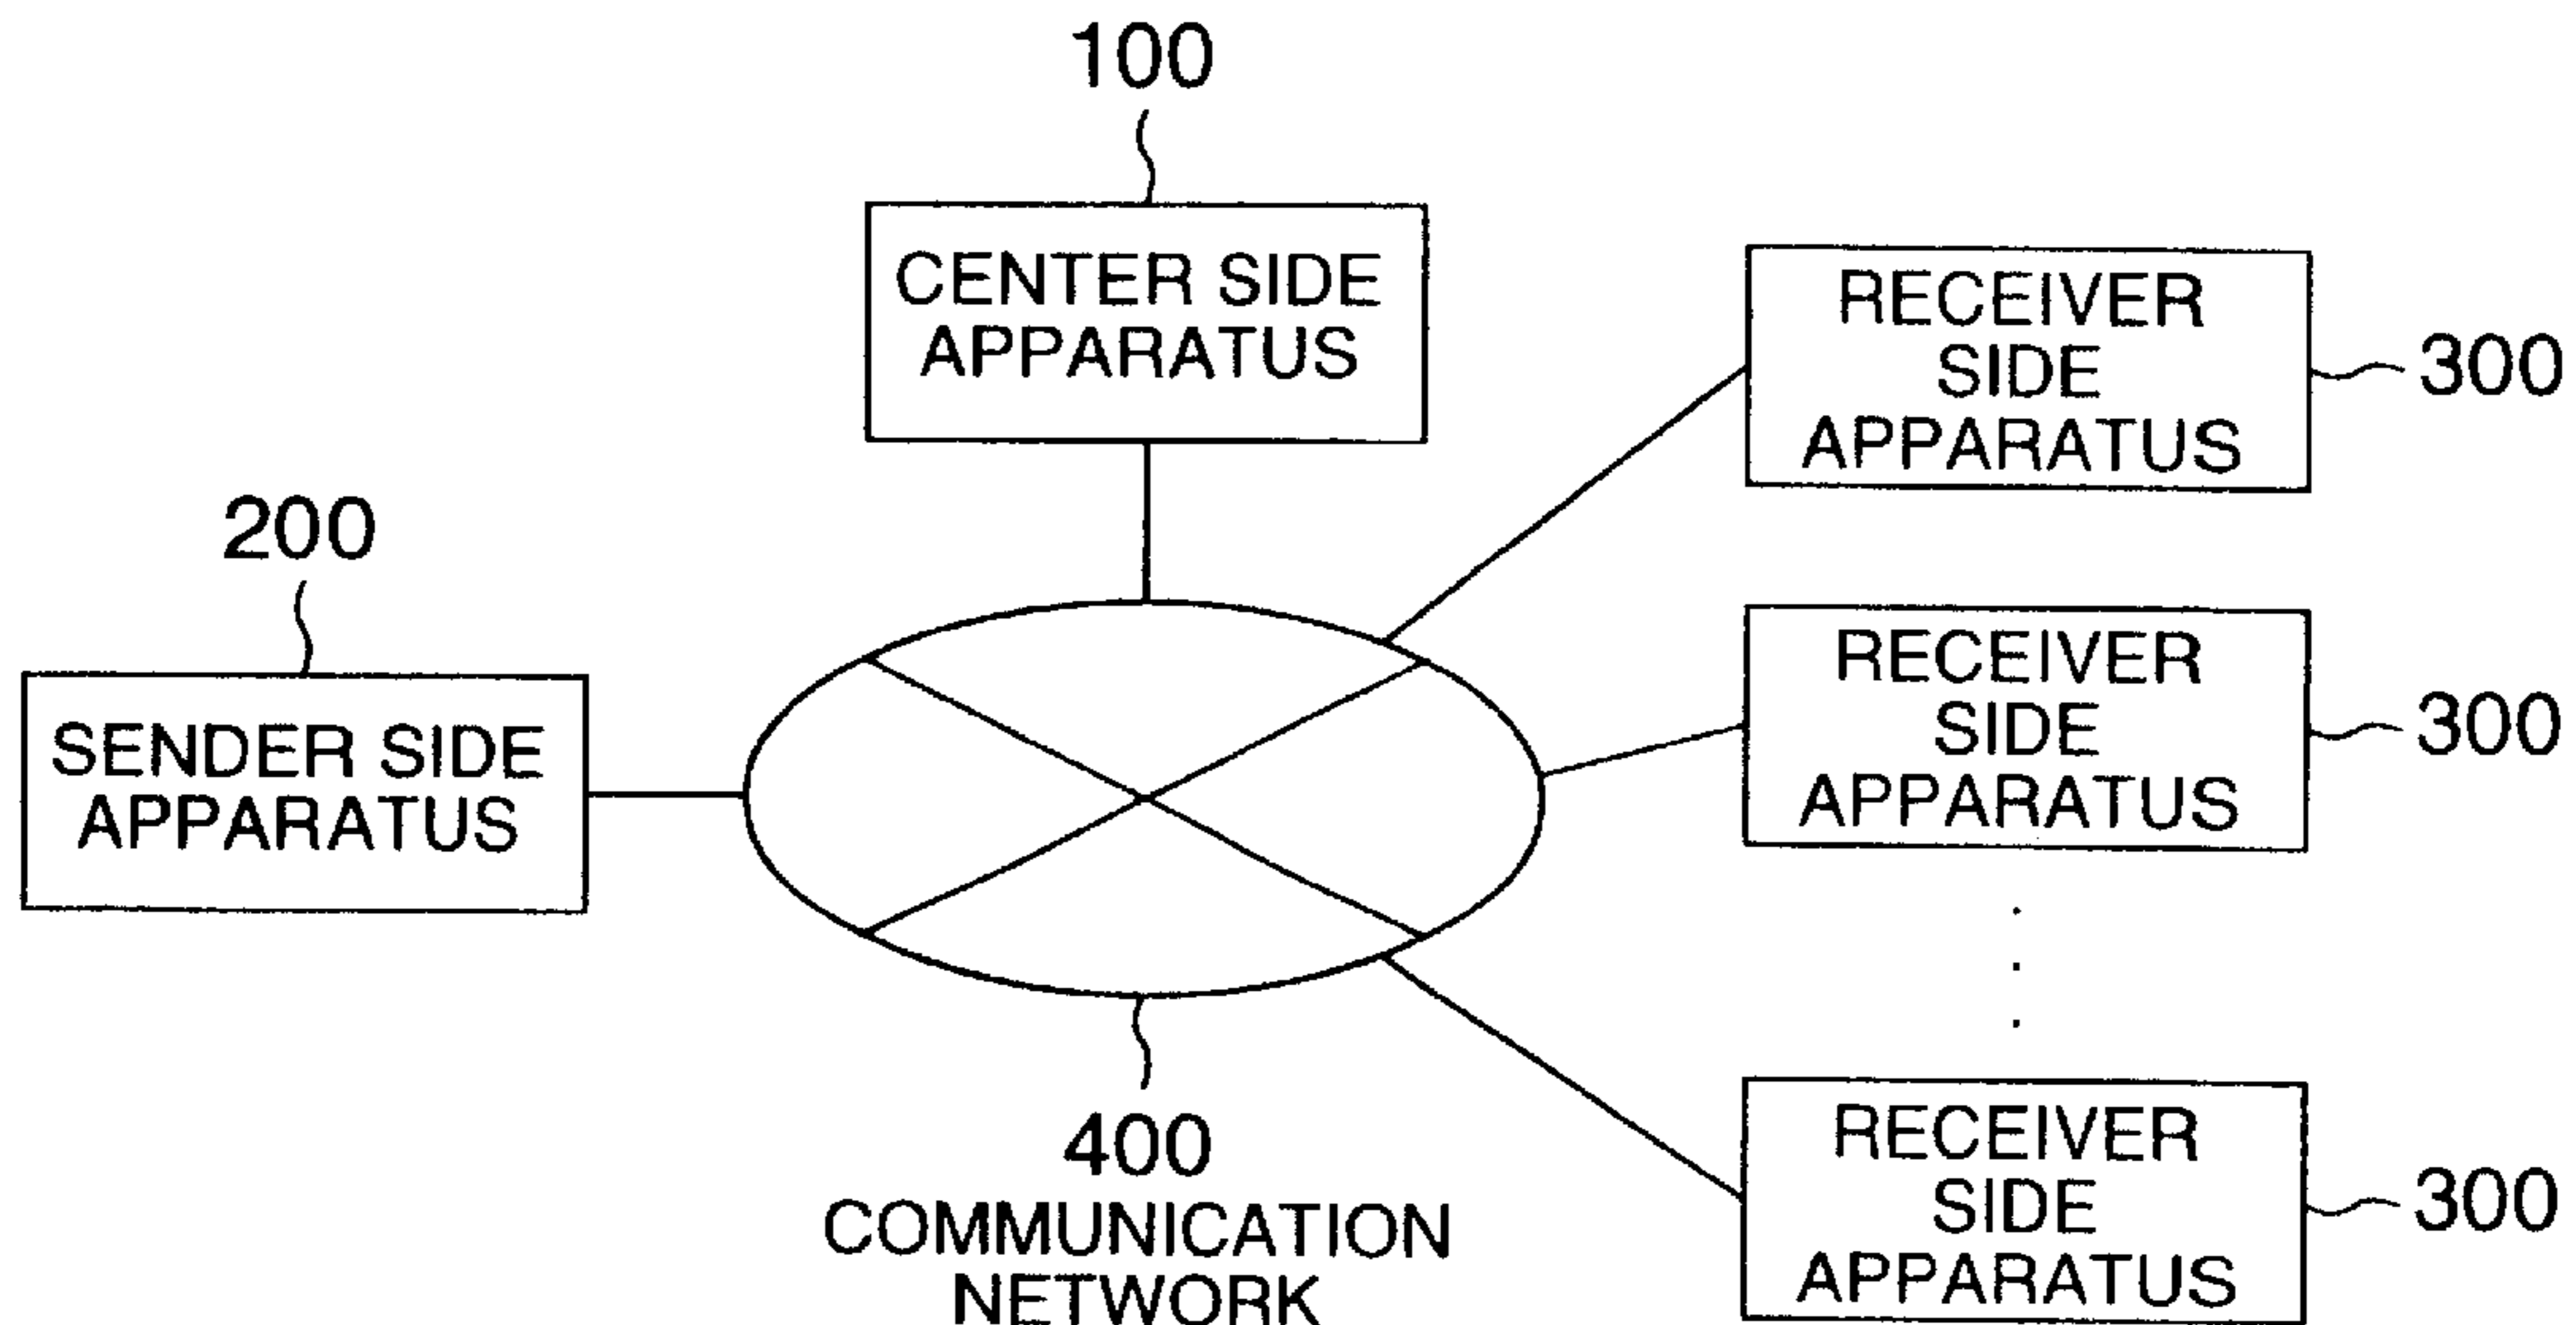 100
CENTER SIDE
APPARATUS
200
SENDER SIDE
APPARATUS
RECEIVER
SIDE
APPARATUS
300
RECEIVER
SIDE
APPARATUS
300
RECEIVER
SIDE
APPARATUS
300
400
COMMUNICATION
NETWORK